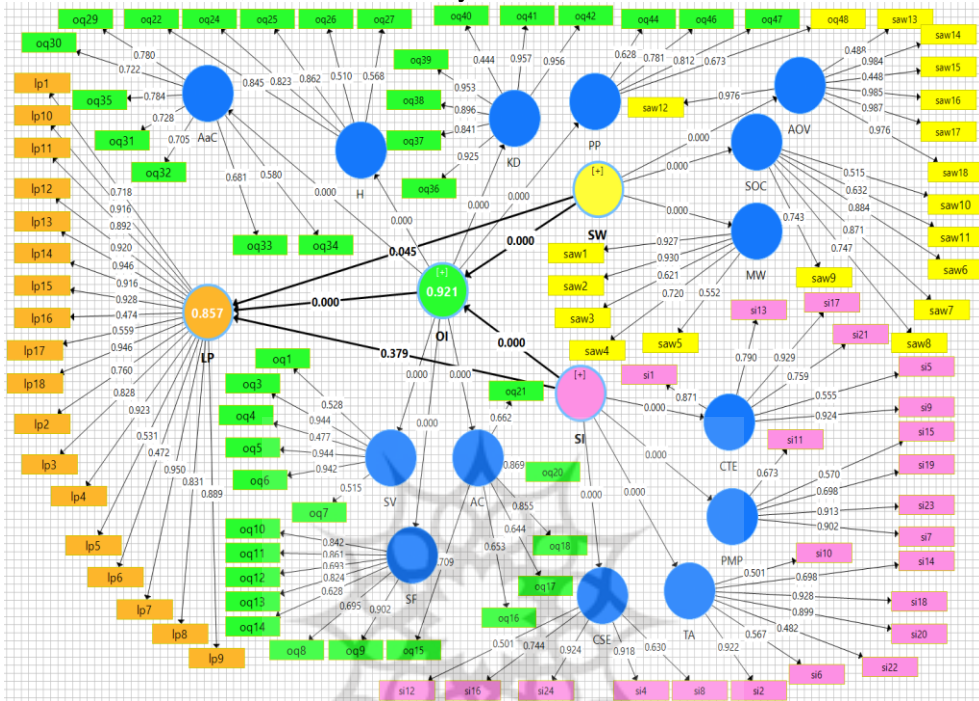 oq29
oq22
oq24
oq25
oq26
oq27
oq40
oq41
oq42
oq44
oq46
oq47
oq48
saw13
oq30
saw14
0.780
0.722
0.845
0.823
0.862
0.510
0.568
0.444
0.957
0.956
0.628
0.781
0.812
0.673
0.488
0.984
0.448
0.985
0.987
0.976
oq39
saw15
lp1
0.953
oq35
0.784
AaC
oq38
0.896
saw12
0.976
AOV
saw16
lp10
0.728
oq31
0.841
oq37
KD
PP
saw17
lp11
0.705
oq32
H
0.925
oq36
0.000
SOC
saw18
lp12
0.681
0.580
0.000
0.000
0.000
[+]
SW
0.000
0.515
0.632
0.884
0.871
0.747
saw10
0.718
0.916
0.892
0.920
0.946
0.916
0.928
0.474
0.559
0.946
0.760
0.828
0.923
0.531
0.472
0.950
0.831
0.889
lp13
0.000
0.000
0.743
MW
saw11
oq33
oq34
0.045
0.000
saw1
0.927
lp14
saw2
0.930
saw9
saw6
lp15
[+]
0.921
OI
0.621
0.720
0.552
si13
si17
lp16
0.857
LP
0.000
saw3
saw7
lp17
0.379
0.000
saw4
saw5
si21
saw8
lp18
oq1
[+]
SI
si1
0.790
0.929
0.759
si5
lp2
oq3
0.000
0.000
oq21
0.871
0.555
0.924
si9
lp3
oq4
0.528
0.944
0.477
0.944
0.942
0.515
0.000
0.662
0.000
CTE
si11
si15
lp4
oq5
SV
AC
0.869
oq20
0.000
0.673
0.570
0.698
0.913
0.902
si19
oq6
0.000
0.000
si23
lp5
oq7
0.855
0.644
0.653
PMP
si7
lp6
oq10
0.842
0.861
0.693
0.824
0.628
0.695
0.902
SF
oq18
si10
si14
lp7
oq11
oq17
0.501
0.698
0.928
0.899
0.482
0.567
0.922
si18
lp8
oq12
oq16
CSE
TA
si20
lp9
oq13
oq14
oq8
oq9
oq15
0.501
0.744
0.924
0.918
0.630
si6
si22
si12
si16
si24
si4
si8
si2